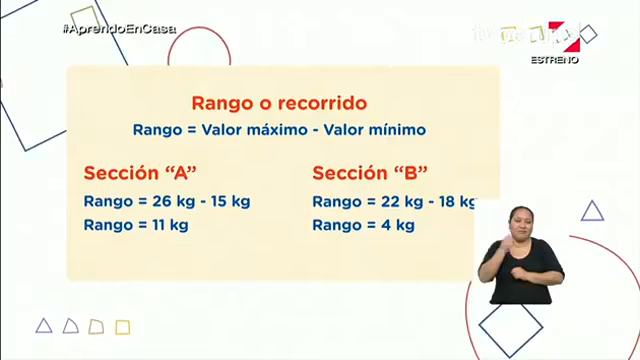 #AprendoEnCasa
ESTRENO
Rango o recorrido
Rango = Valor máximo - Valor mínimo
Sección “A”
Rango = 26 kg - 15 kg
Rango = 11 kg
Sección “B”
Rango = 22 kg - 18 kg
Rango = 4 kg